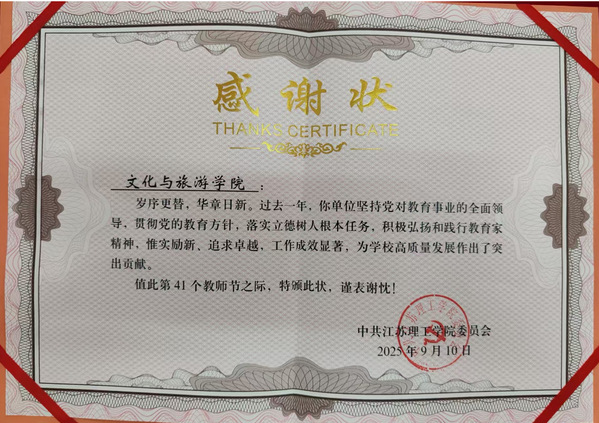 感谢状
THANKS CERTIFICATE
文化与旅游学院：
岁序更替，华章日新。过去一年，你单位坚持党对教育事业的全面领
导，贯彻党的教育方针，落实立德树人根本任务，积极弘扬和践行教育家
精神，惟实励新、追求卓越，工作成效显著，为学校高质量发展作出了突
出贡献。
值此第41个教师节之际，特颁此状，谨表谢忱！
中共江苏理工学院委员会
2025年9月10日